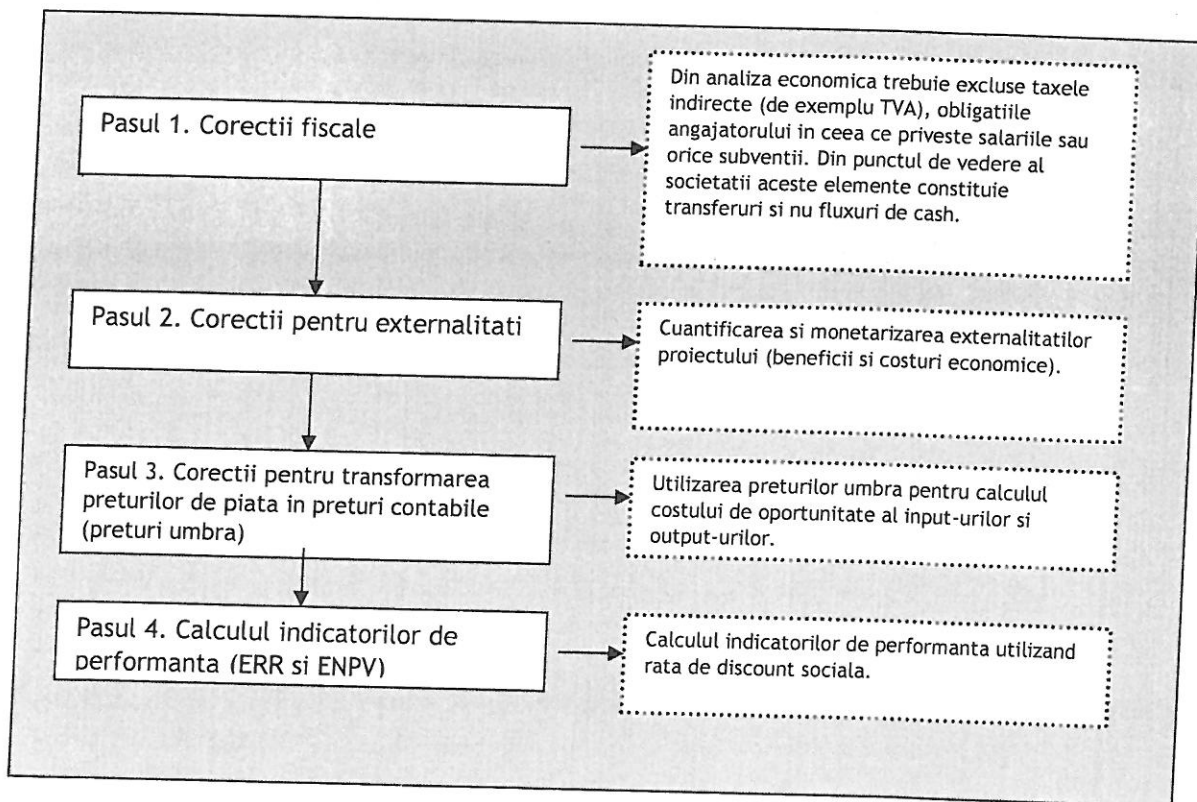 Pasul 1. Corectii fiscale
Din analiza economica trebuie excluse taxele
indirecte (de exemplu TVA), obligatiile
angajatorului in ceea ce priveste salariile sau
orice subventii. Din punctul de vedere al
societatii aceste elemente constituie
transferuri si nu fluxuri de cash.
Pasul 2. Corectii pentru externalitati
Cuantificarea si monetarizarea externalitatilor
proiectului (beneficii si costuri economice).
Pasul 3. Corectii pentru transformarea
preturilor de piata in preturi contabile
(preturi umbra)
Utilizarea preturilor umbra pentru calculul
costului de oportunitate al input-urilor si
output-urilor.
Pasul 4. Calculul indicatorilor de
performanta (ERR si ENPV)
Calculul indicatorilor de performanta utilizand
rata de discount sociala.